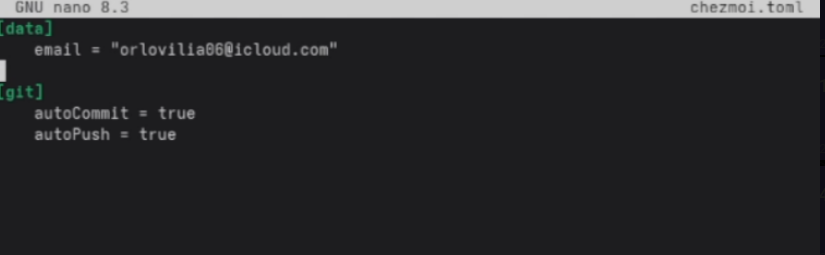 GNU nano 8.3 chezmoi.toml
[data]
email = "orlovilia06@icloud.com"
[git]
autoCommit = true
autoPush = true